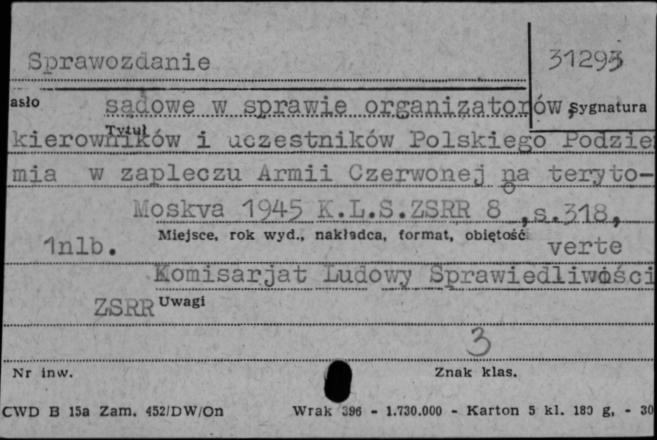 Sprawozdanie 31293
asło sądowe w sprawie organizatorów, Sygnatura
Tytuł
kierowników i uczestników Polskiego Podzie
mia w zapleczu Armii Czerwonej na teryto-
Moskva 1945 K.L.S.ZSRR 8°, s.318,
Miejsce, rok wyd., nakładca, format, objętość
1nlb. verte
Komisarjat Ludowy Sprawiedliwości
ZSRR Uwagi
3
Nr inw. Znak klas.
CWD B 15a Zam. 452/DW/On Wrak 396 - 1.730.000 - Karton 5 kl. 180 g, - 30